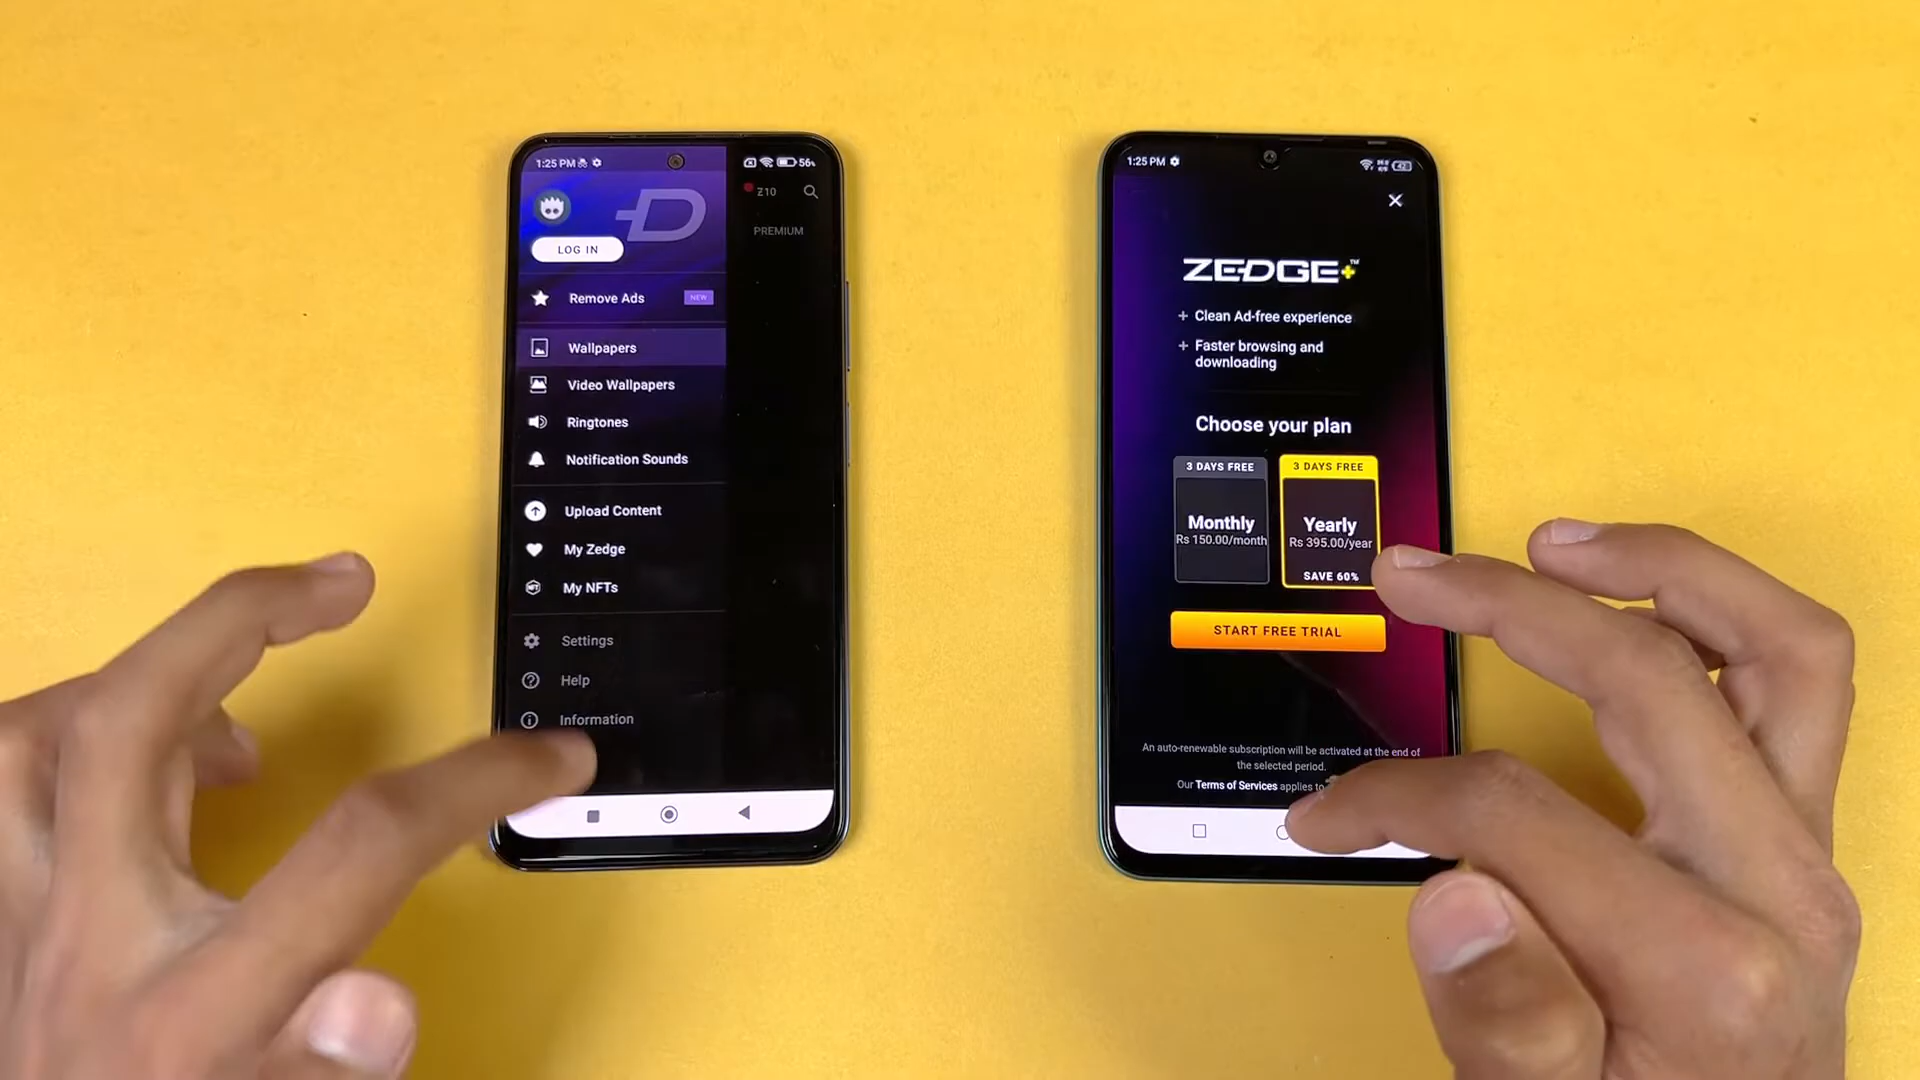 1:25 PM
56%
Z10
PREMIUM
D
LOG IN
Remove Ads
NEW
Wallpapers
Video Wallpapers
Ringtones
Notification Sounds
Upload Content
My Zedge
NFT
My NFTs
Settings
Help
Information
1:25 PM
ZEDGE+™
+ Clean Ad-free experience
+ Faster browsing and
downloading
Choose your plan
3 DAYS FREE
Monthly
Rs 150.00/month
3 DAYS FREE
Yearly
Rs 395.00/year
SAVE 60%
START FREE TRIAL
An auto-renewable subscription will be activated at the end of
the selected period.
Our Terms of Services applies to